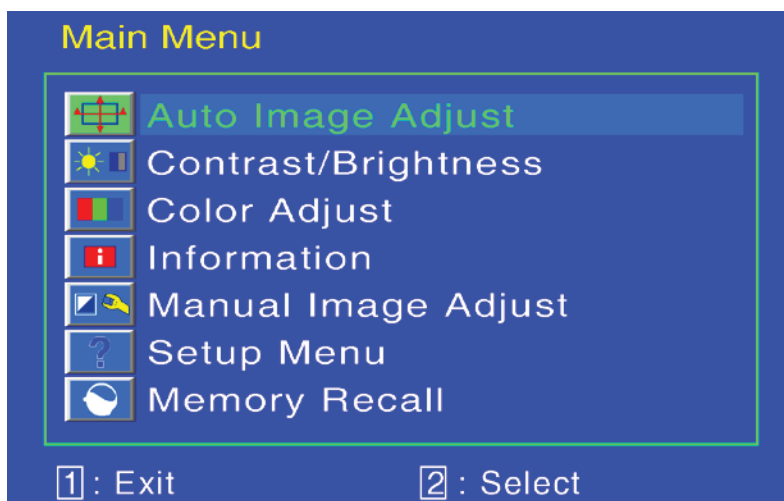 Main Menu
Auto Image Adjust
Contrast/Brightness
Color Adjust
Information
Manual Image Adjust
Setup Menu
Memory Recall
1 : Exit 2 : Select